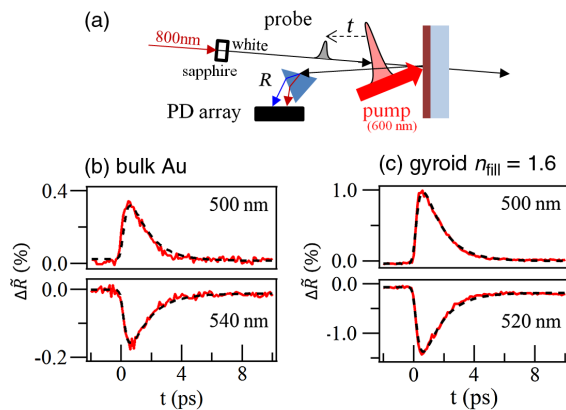 (a)
probe
t
800nm
white
sapphire
R
PD array
pump
(600 nm)
(b) bulk Au
(c) gyroid n_fill = 1.6
0.4
500 nm
0.0
ΔR̃ (%)
0.0
540 nm
-0.2
0 4 8
t (ps)
1.0
500 nm
0.0
ΔR̃ (%)
0.0
520 nm
-1.0
0 4 8
t (ps)